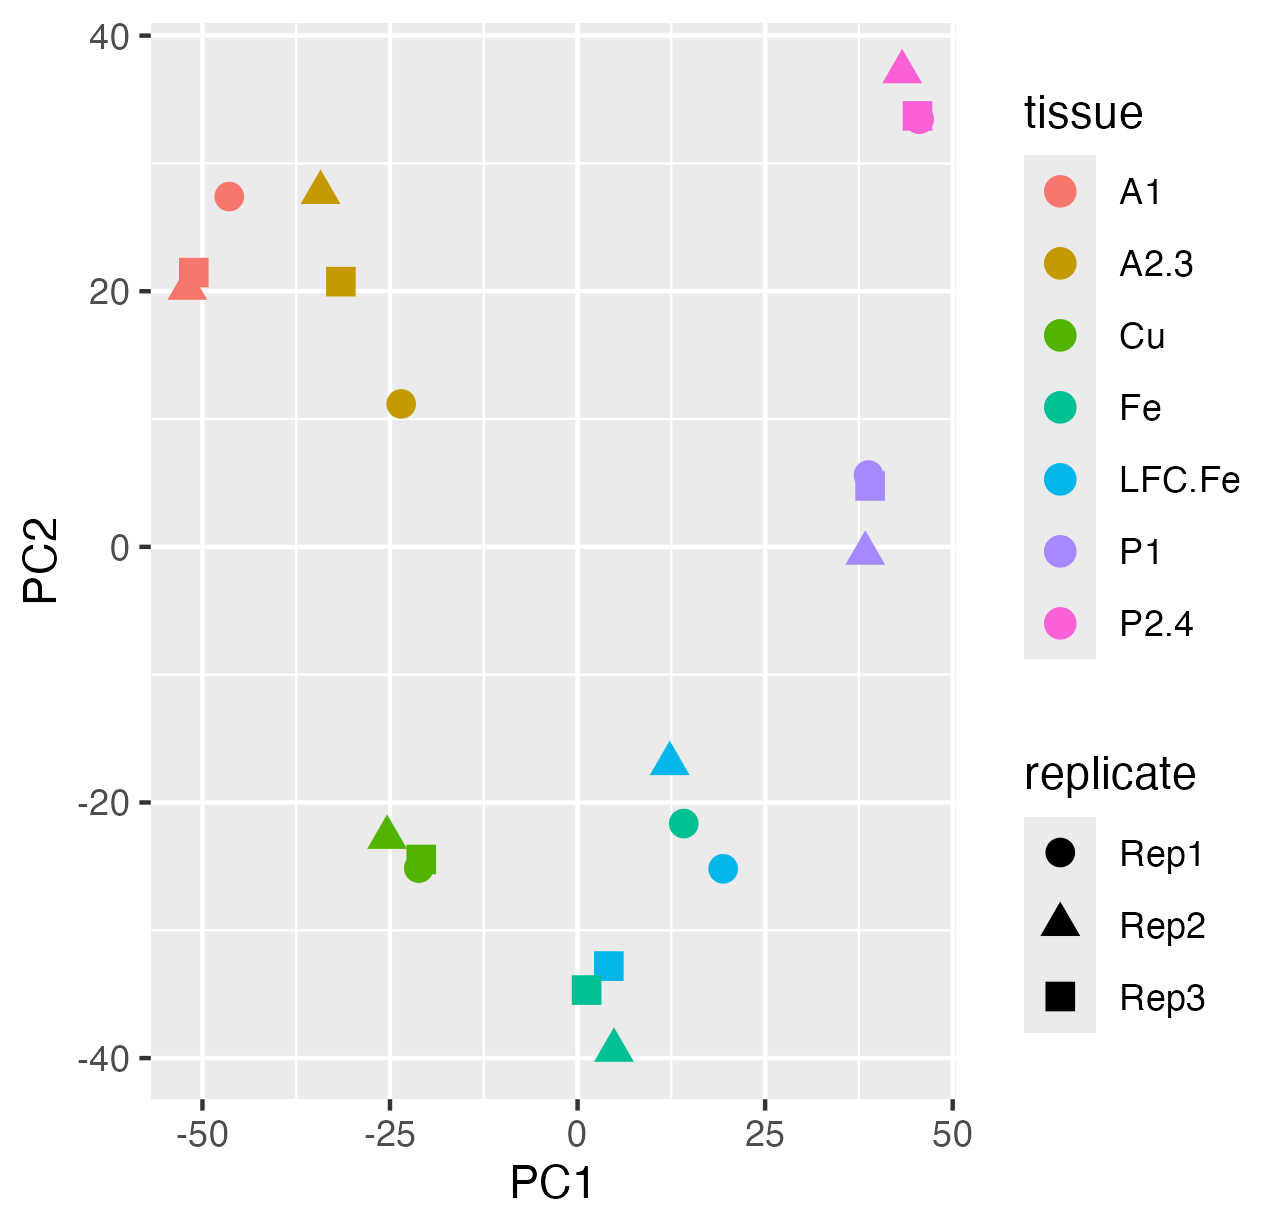 40
20
0
-20
-40
PC2
-50
-25
0
25
50
PC1
tissue
A1
A2.3
Cu
Fe
LFC.Fe
P1
P2.4
replicate
Rep1
Rep2
Rep3